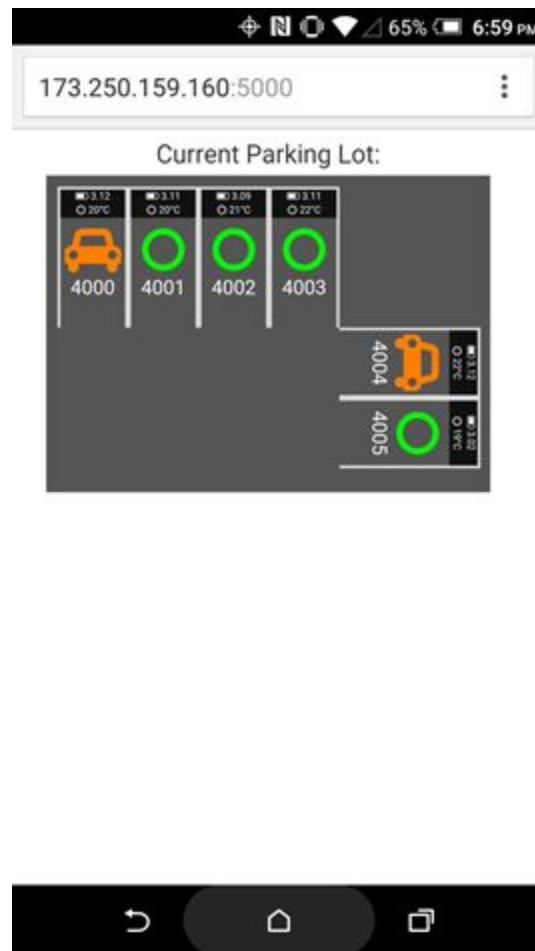 65% 6:59 PM
173.250.159.160:5000
Current Parking Lot:
3.12 3.11 3.09 3.11
20°C 20°C 21°C 22°C
4000 4001 4002 4003
4004
3.12
22°C
4005
3.02
19°C